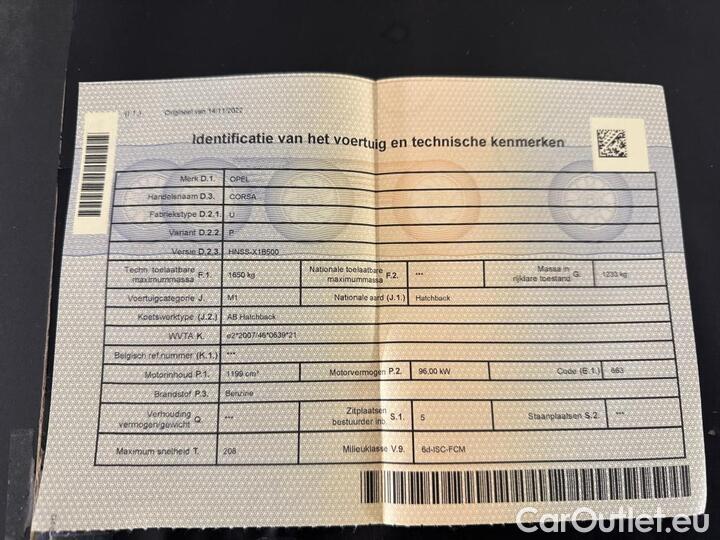 (I.1.) Origineel van 14/11/2022
Identificatie van het voertuig en technische kenmerken
Merk D.1. OPEL
Handelsnaam D.3. CORSA
Fabriekstype D.2.1. U
Variant D.2.2. P
Versie D.2.3. HNSS-X1B500
Techn. toelaatbare maximummassa F.1. 1650 kg Nationale toelaatbare maximummassa F.2. *** Massa in rijklare toestand G. 1233 kg
Voertuigcategorie J. M1 Nationale aard (J.1.) Hatchback
Koetswerktype (J.2.) AB Hatchback
WVTA K. e2*2007/46*0639*21
Belgisch ref.nummer (K.1.) ***
Motorinhoud P.1. 1199 cm³ Motorvermogen P.2. 96,00 kW Code (E.1.) 663
Brandstof P.3. Benzine
Verhouding vermogen/gewicht Q. *** Zitplaatsen bestuurder inb. S.1. 5 Staanplaatsen S.2. ***
Maximum snelheid T. 208 Milieuklasse V.9. 6d-ISC-FCM
CarOutlet.eu